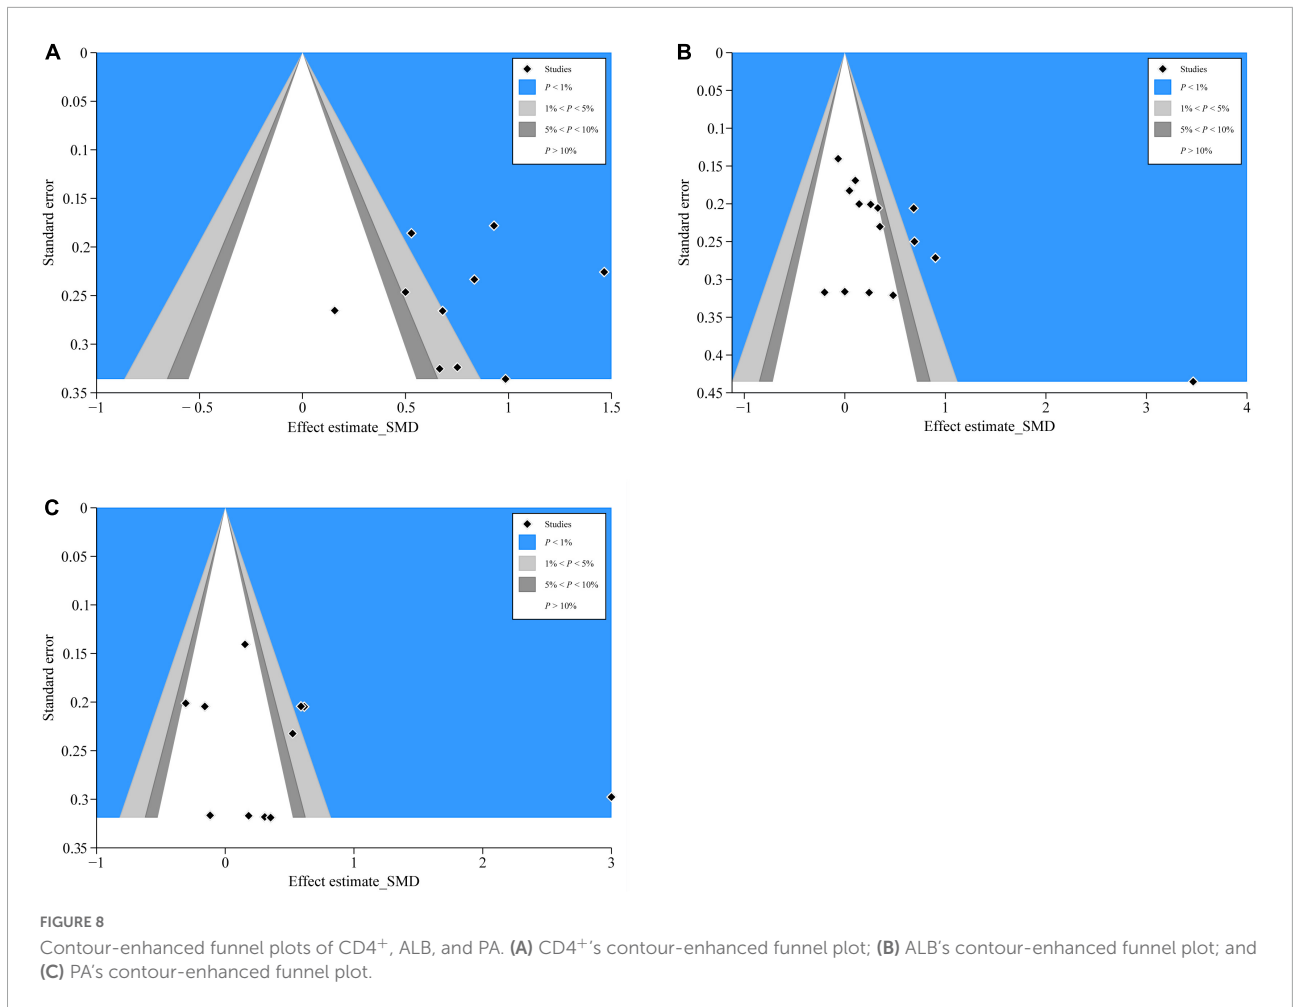 A
0
0.05
0.1
0.15
0.2
0.25
0.3
0.35
Standard error
−1
−0.5
0
0.5
1
1.5
Effect estimate_SMD
Studies
P < 1%
1% < P < 5%
5% < P < 10%
P > 10%
B
0
0.05
0.1
0.15
0.2
0.25
0.3
0.35
0.4
0.45
Standard error
−1
0
1
2
3
4
Effect estimate_SMD
Studies
P < 1%
1% < P < 5%
5% < P < 10%
P > 10%
C
0
0.05
0.1
0.15
0.2
0.25
0.3
0.35
Standard error
−1
0
1
2
3
Effect estimate_SMD
Studies
P < 1%
1% < P < 5%
5% < P < 10%
P > 10%
FIGURE 8
Contour-enhanced funnel plots of CD4⁺, ALB, and PA. (A) CD4⁺'s contour-enhanced funnel plot; (B) ALB's contour-enhanced funnel plot; and
(C) PA's contour-enhanced funnel plot.